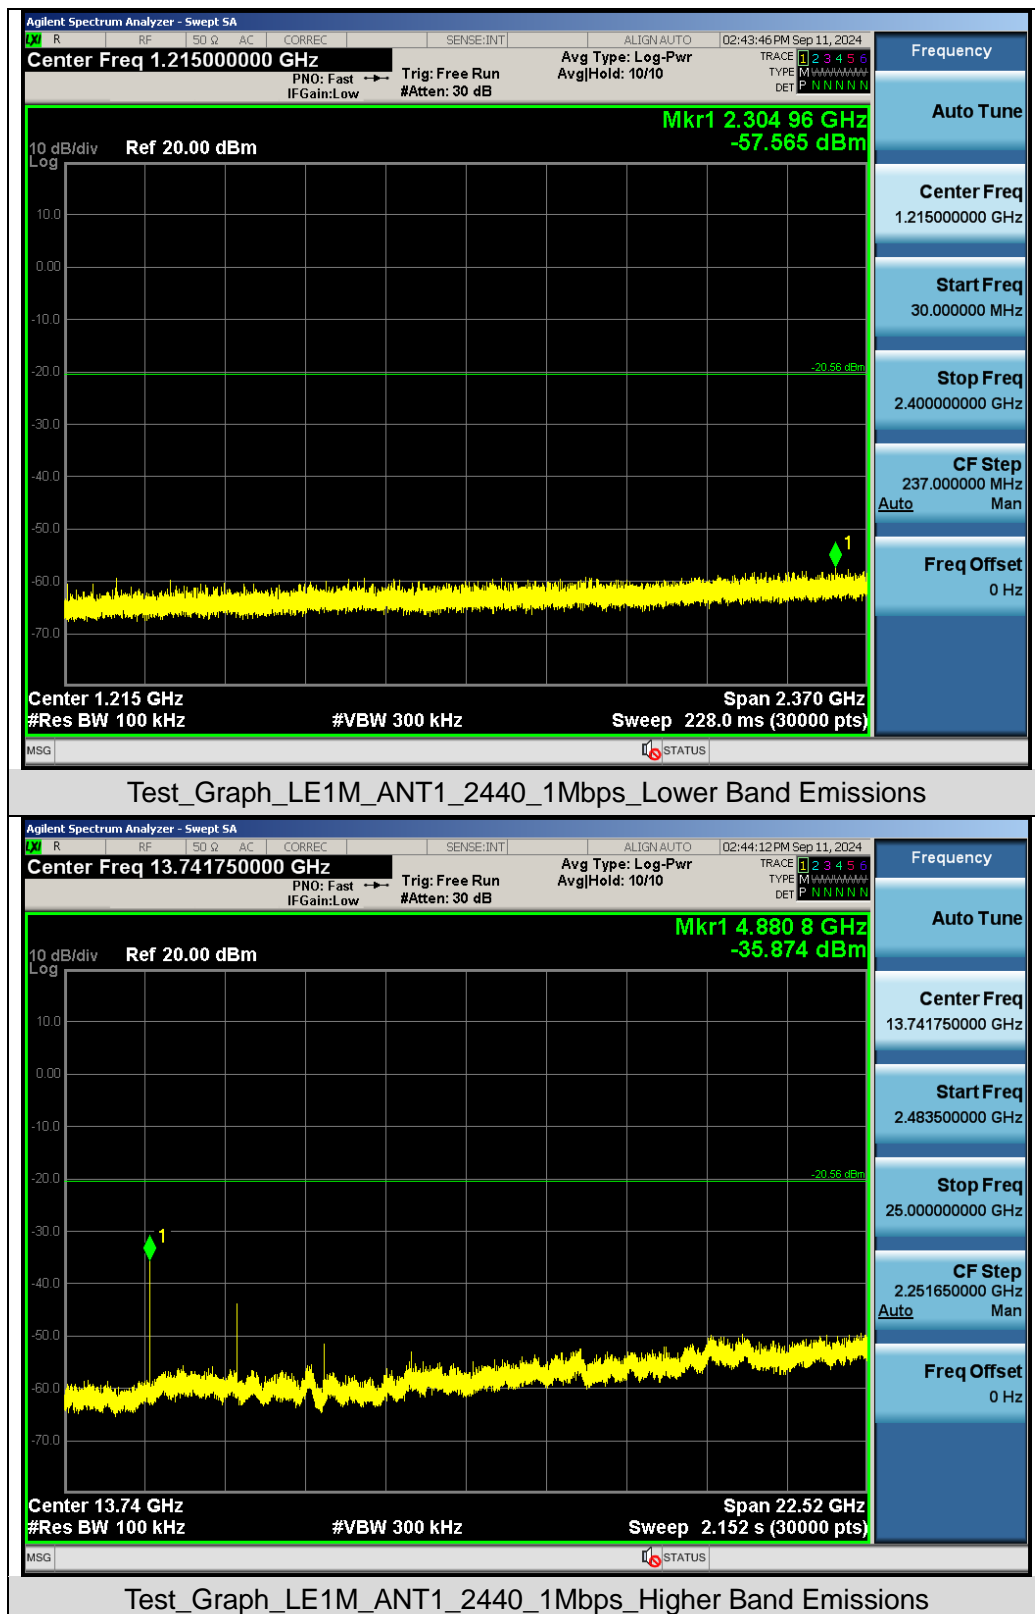 Agilent Spectrum Analyzer - Swept SA
LXI R RF 50 Ω AC CORREC SENSE:INT ALIGN AUTO 02:43:46 PM Sep 11, 2024
Center Freq 1.215000000 GHz
PNO: Fast
IFGain:Low
Trig: Free Run
#Atten: 30 dB
Avg Type: Log-Pwr
Avg|Hold: 10/10
TRACE 1 2 3 4 5 6
TYPE M
DET P N N N N N
Mkr1 2.304 96 GHz
-57.565 dBm
10 dB/div Ref 20.00 dBm
Log
10.0
0.00
-10.0
-20.0
-20.56 dBm
-30.0
-40.0
-50.0
1
-60.0
-70.0
Center 1.215 GHz Span 2.370 GHz
#Res BW 100 kHz #VBW 300 kHz Sweep 228.0 ms (30000 pts)
MSG STATUS
Frequency
Auto Tune
Center Freq
1.215000000 GHz
Start Freq
30.000000 MHz
Stop Freq
2.400000000 GHz
CF Step
237.000000 MHz
Auto Man
Freq Offset
0 Hz
Test_Graph_LE1M_ANT1_2440_1Mbps_Lower Band Emissions
Agilent Spectrum Analyzer - Swept SA
LXI R RF 50 Ω AC CORREC SENSE:INT ALIGN AUTO 02:44:12 PM Sep 11, 2024
Center Freq 13.741750000 GHz
PNO: Fast
IFGain:Low
Trig: Free Run
#Atten: 30 dB
Avg Type: Log-Pwr
Avg|Hold: 10/10
TRACE 1 2 3 4 5 6
TYPE M
DET P N N N N N
Mkr1 4.880 8 GHz
-35.874 dBm
10 dB/div Ref 20.00 dBm
Log
10.0
0.00
-10.0
-20.0
-20.56 dBm
-30.0
1
-40.0
-50.0
-60.0
-70.0
Center 13.74 GHz Span 22.52 GHz
#Res BW 100 kHz #VBW 300 kHz Sweep 2.152 s (30000 pts)
MSG STATUS
Frequency
Auto Tune
Center Freq
13.741750000 GHz
Start Freq
2.483500000 GHz
Stop Freq
25.000000000 GHz
CF Step
2.251650000 GHz
Auto Man
Freq Offset
0 Hz
Test_Graph_LE1M_ANT1_2440_1Mbps_Higher Band Emissions